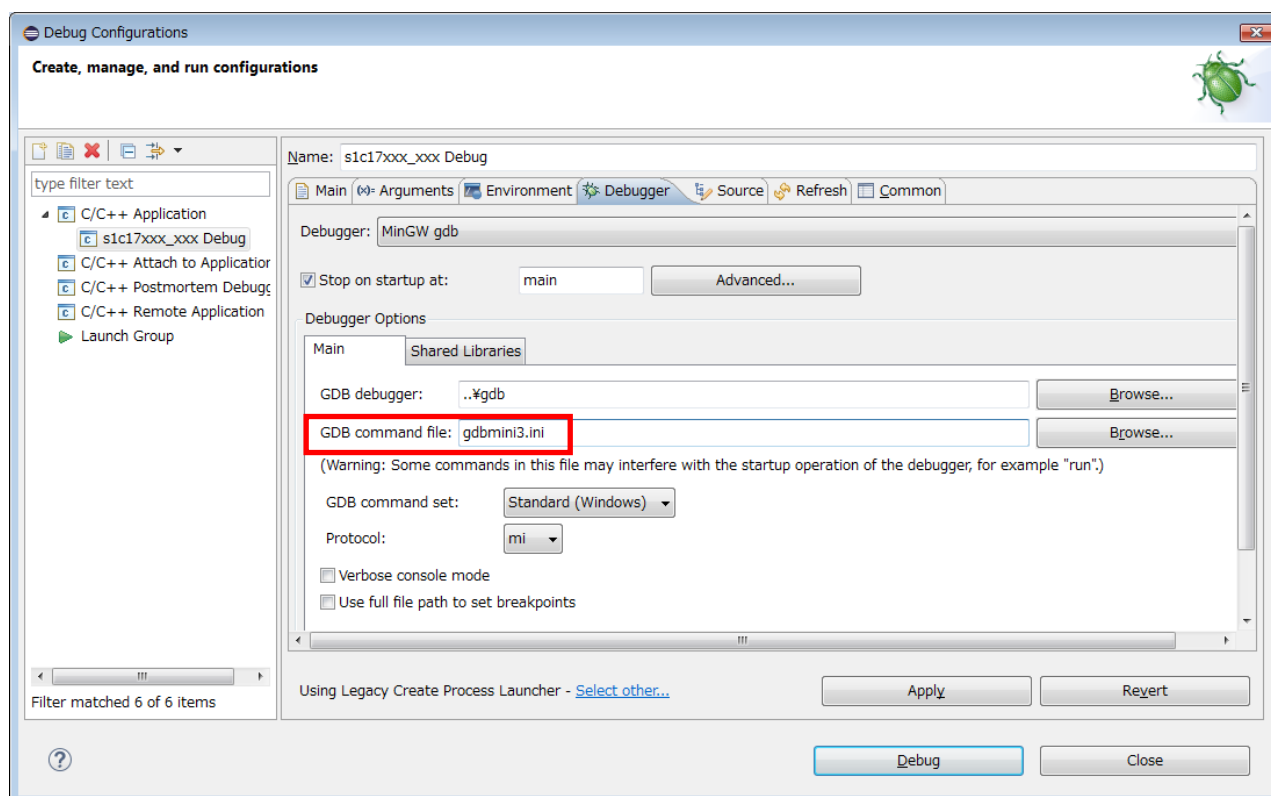 Debug Configurations
Create, manage, and run configurations
type filter text
C/C++ Application
s1c17xxx_xxx Debug
C/C++ Attach to Application
C/C++ Postmortem Debugg
C/C++ Remote Application
Launch Group
Filter matched 6 of 6 items
Name: s1c17xxx_xxx Debug
Main (x)= Arguments Environment Debugger Source Refresh Common
Debugger: MinGW gdb
Stop on startup at: main Advanced...
Debugger Options
Main Shared Libraries
GDB debugger: ..¥gdb Browse...
GDB command file: gdbmini3.ini Browse...
(Warning: Some commands in this file may interfere with the startup operation of the debugger, for example "run".)
GDB command set: Standard (Windows)
Protocol: mi
Verbose console mode
Use full file path to set breakpoints
Using Legacy Create Process Launcher - Select other... Apply Revert
? Debug Close